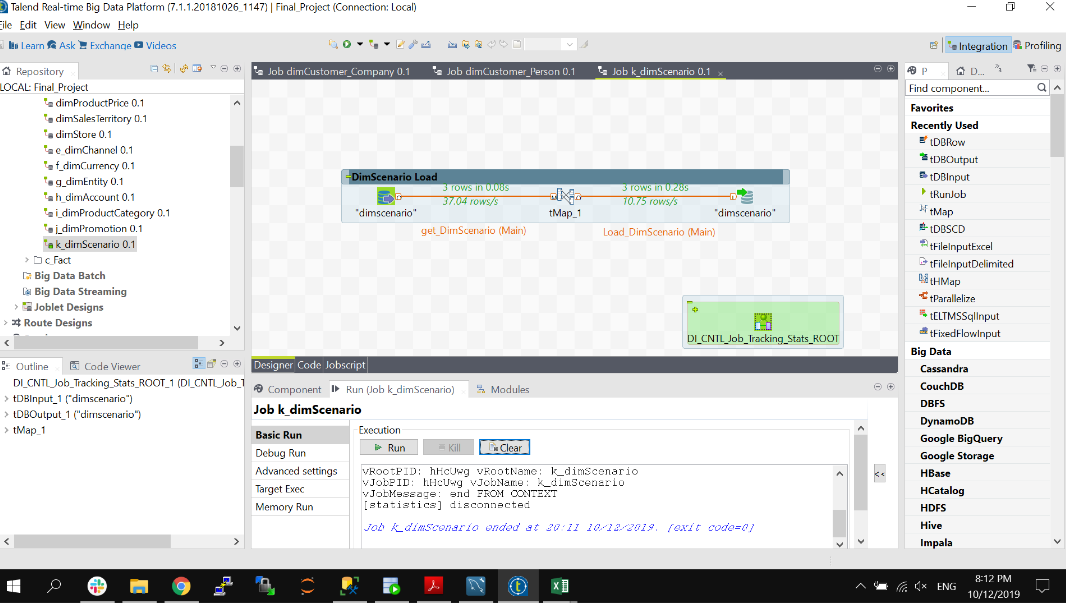 Talend Real-time Big Data Platform (7.1.1.20181026_1147) | Final_Project (Connection: Local)
File Edit View Window Help
Learn Ask Exchange Videos
Integration Profiling
Repository
LOCAL: Final_Project
dimProductPrice 0.1
dimSalesTerritory 0.1
dimStore 0.1
e_dimChannel 0.1
f_dimCurrency 0.1
g_dimEntity 0.1
h_dimAccount 0.1
i_dimProductCategory 0.1
j_dimPromotion 0.1
k_dimScenario 0.1
c_Fact
Big Data Batch
Big Data Streaming
Joblet Designs
Route Designs
Outline Code Viewer
DI_CNTL_Job_Tracking_Stats_ROOT_1 (DI_CNTL_Job_T
tDBInput_1 ("dimscenario")
tDBOutput_1 ("dimscenario")
tMap_1
Job dimCustomer_Company 0.1 Job dimCustomer_Person 0.1 Job k_dimScenario 0.1
DimScenario Load
3 rows in 0.08s 3 rows in 0.28s
37.04 rows/s 10.75 rows/s
"dimscenario" tMap_1 "dimscenario"
get_DimScenario (Main) Load_DimScenario (Main)
DI_CNTL_Job_Tracking_Stats_ROOT
Designer Code Jobscript
Component Run (Job k_dimScenario) Modules
Job k_dimScenario
Basic Run
Debug Run
Advanced settings
Target Exec
Memory Run
Execution
Run Kill Clear
vRootPID: hHcUwg vRootName: k_dimScenario
vJobPID: hHcUwg vJobName: k_dimScenario
vJobMessage: end FROM CONTEXT
[statistics] disconnected
Job k_dimScenario ended at 20:11 10/12/2019. [exit code=0]
<<
P D...
Find component...
Favorites
Recently Used
tDBRow
tDBOutput
tDBInput
tRunJob
tMap
tDBSCD
tFileInputExcel
tFileInputDelimited
tHMap
tParallelize
tELTMSSqlInput
tFixedFlowInput
Big Data
Cassandra
CouchDB
DBFS
DynamoDB
Google BigQuery
Google Storage
HBase
HCatalog
HDFS
Hive
Impala
ENG
8:12 PM
10/12/2019